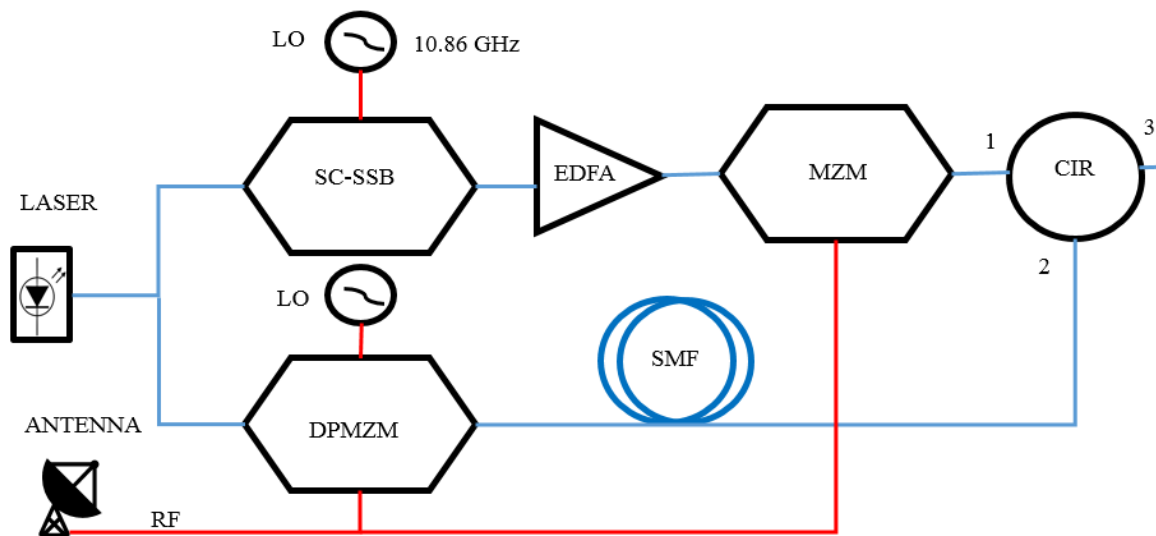 LO
10.86 GHz
SC-SSB
EDFA
MZM
1
CIR
3
LASER
2
LO
SMF
DPMZM
ANTENNA
RF